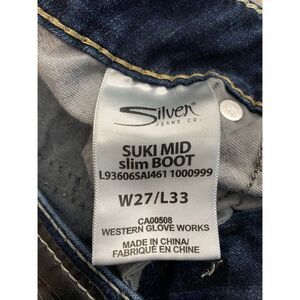 Silver
JEANS CO.
SUKI MID
slim BOOT
L93606SAI461 1000999
W27/L33
CA00508
WESTERN GLOVE WORKS
MADE IN CHINA/
FABRIQUÉ EN CHINE